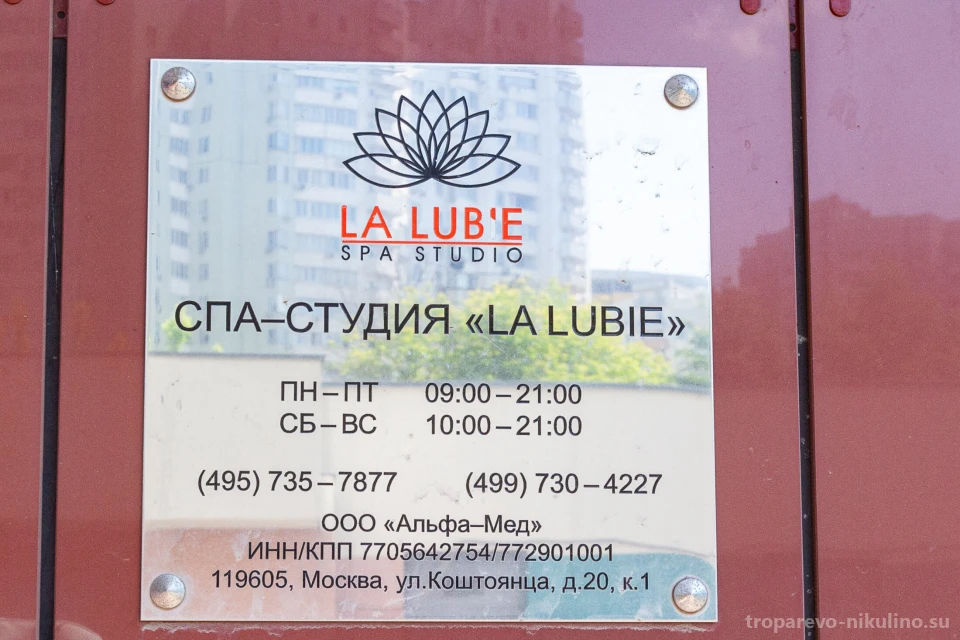 LA LUB'E
SPA STUDIO
СПА–СТУДИЯ «LA LUBIE»
ПН–ПТ 09:00–21:00
СБ–ВС 10:00–21:00
(495) 735–7877 (499) 730–4227
ООО «Альфа–Мед»
ИНН/КПП 7705642754/772901001
119605, Москва, ул.Коштоянца, д.20, к.1
troparevo-nikulino.su